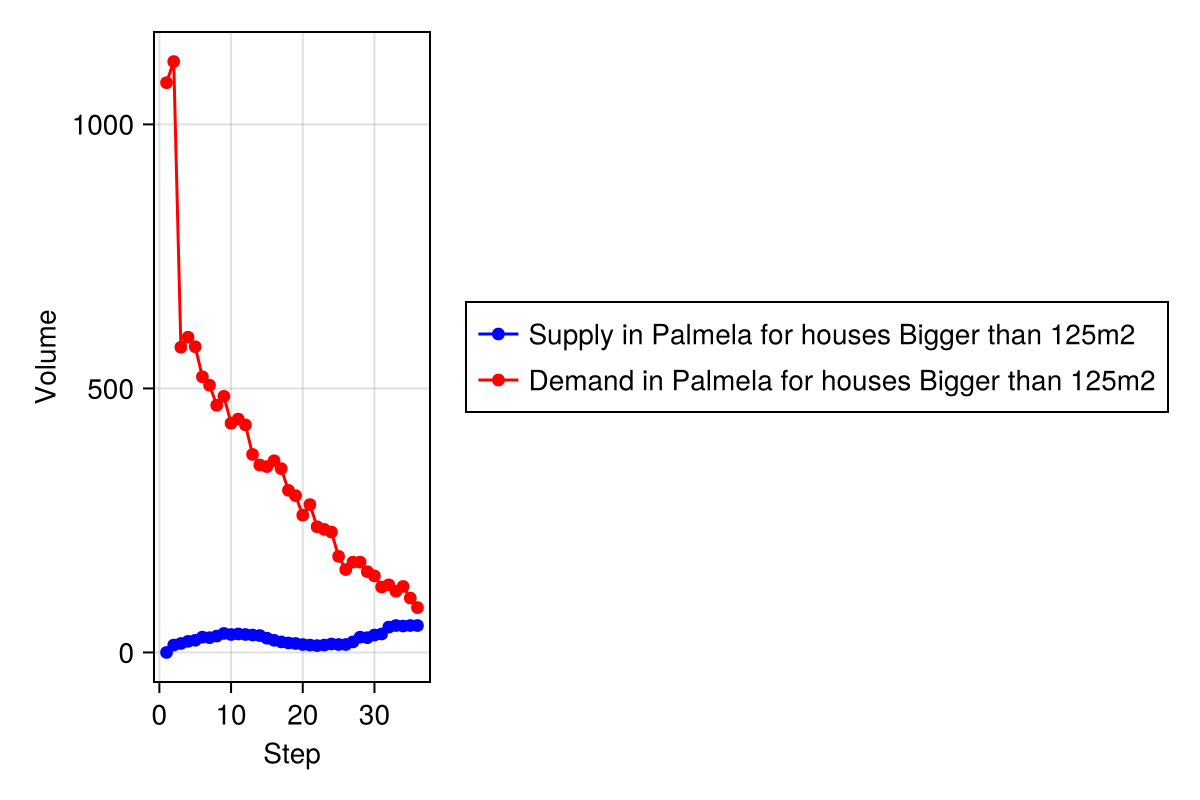 1000
500
0
Volume
0 10 20 30
Step
Supply in Palmela for houses Bigger than 125m2
Demand in Palmela for houses Bigger than 125m2